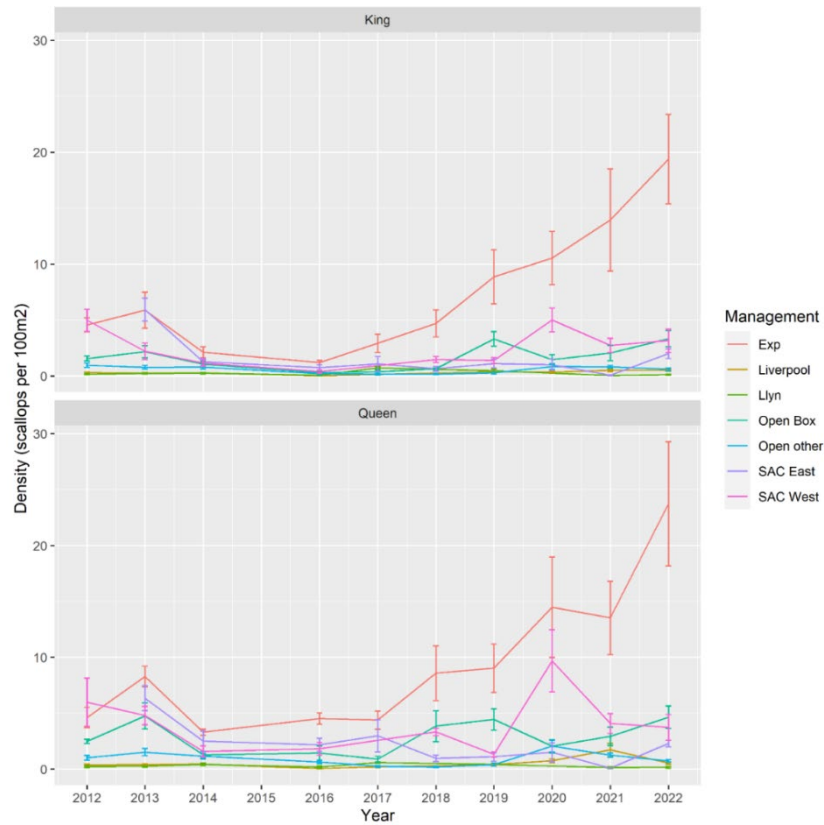 King
30
20
10
0
Queen
30
20
10
0
Density (scallops per 100m2)
2012 2013 2014 2015 2016 2017 2018 2019 2020 2021 2022
Year
Management
Exp
Liverpool
Llyn
Open Box
Open other
SAC East
SAC West